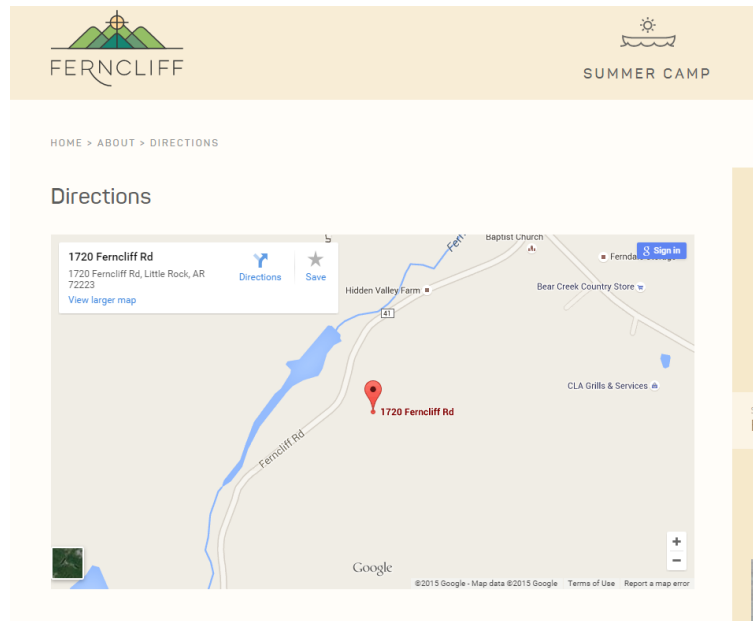 FERNCLIFF
SUMMER CAMP
HOME > ABOUT > DIRECTIONS
Directions
1720 Ferncliff Rd
1720 Ferncliff Rd, Little Rock, AR
72223
View larger map
Directions
Save
Baptist Church
Sign in
Hidden Valley Farm
Bear Creek Country Store
41
CLA Grills & Services
1720 Ferncliff Rd
Ferncliff Rd
+
−
Google
©2015 Google - Map data ©2015 Google
Terms of Use
Report a map error